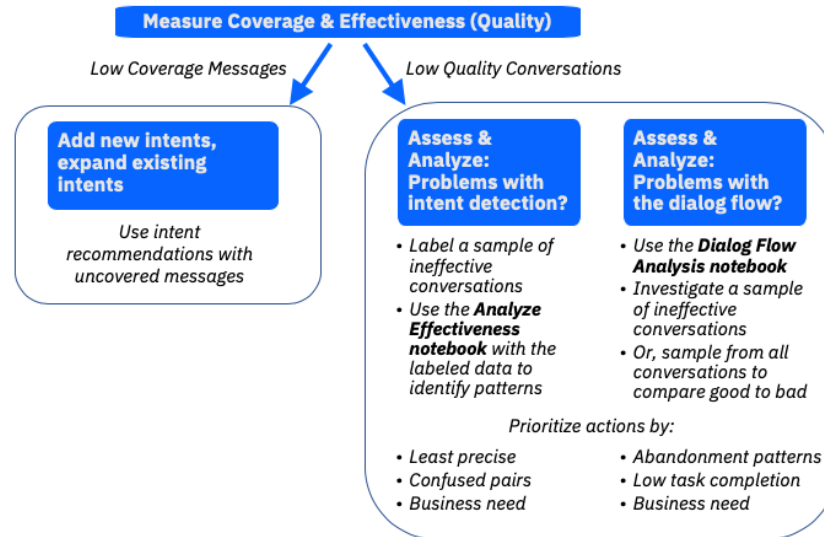 Measure Coverage & Effectiveness (Quality)
Low Coverage Messages
Low Quality Conversations
Add new intents,
expand existing
intents
Use intent
recommendations with
uncovered messages
Assess &
Analyze:
Problems with
intent detection?
• Label a sample of
ineffective
conversations
• Use the Analyze
Effectiveness
notebook with the
labeled data to
identify patterns
Assess &
Analyze:
Problems with
the dialog flow?
• Use the Dialog Flow
Analysis notebook
• Investigate a sample
of ineffective
conversations
• Or, sample from all
conversations to
compare good to bad
Prioritize actions by:
• Least precise
• Confused pairs
• Business need
• Abandonment patterns
• Low task completion
• Business need